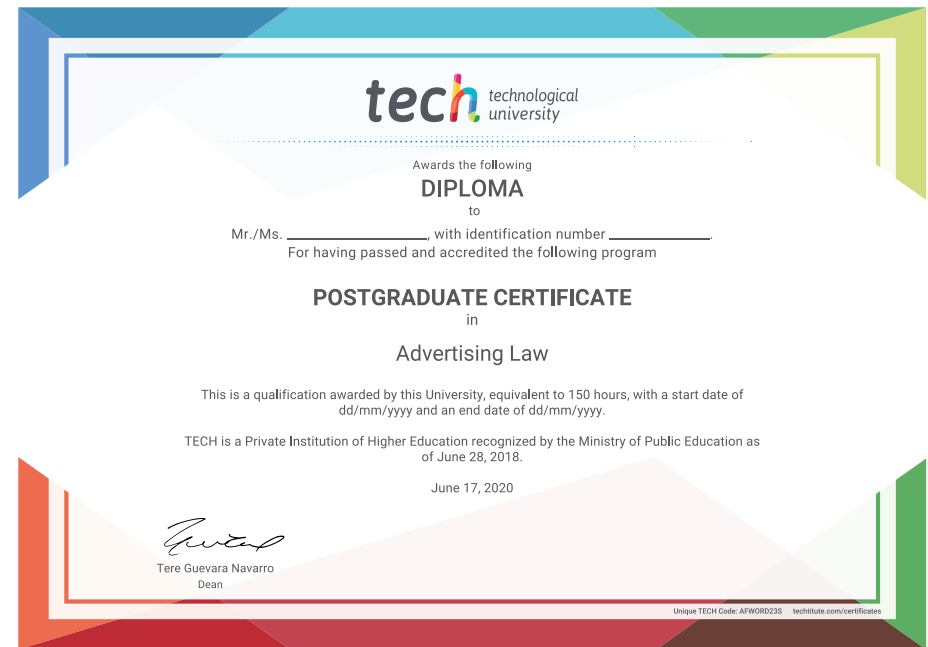 tech technological
university
Awards the following
DIPLOMA
to
Mr./Ms. ____________________, with identification number ______________.
For having passed and accredited the following program
POSTGRADUATE CERTIFICATE
in
Advertising Law
This is a qualification awarded by this University, equivalent to 150 hours, with a start date of
dd/mm/yyyy and an end date of dd/mm/yyyy.
TECH is a Private Institution of Higher Education recognized by the Ministry of Public Education as
of June 28, 2018.
June 17, 2020
Tere Guevara Navarro
Dean
Unique TECH Code: AFWORD23S techtitute.com/certificates